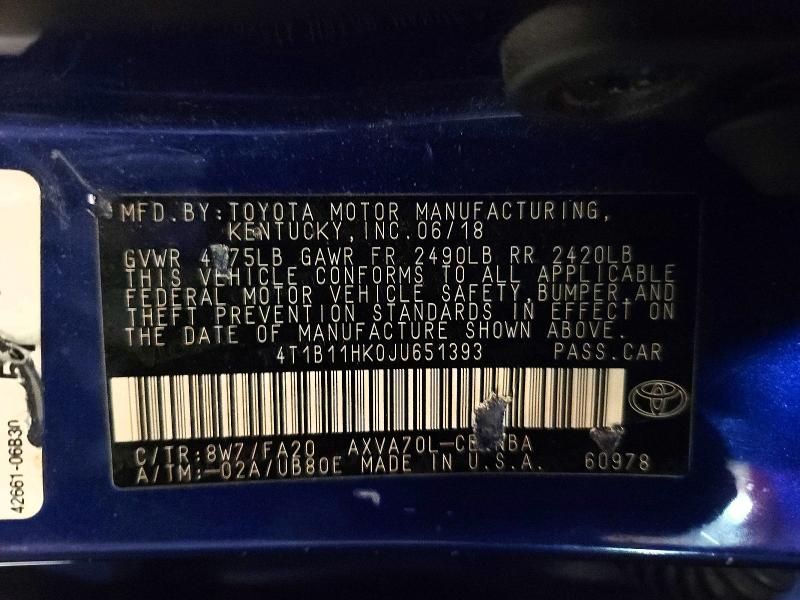 MFD.BY:TOYOTA MOTOR MANUFACTURING,
KENTUCKY,INC.06/18
GVWR GAWR FR 2490LB RR 2420LB
THIS VEHICLE CONFORMS TO ALL APPLICABLE
FEDERAL MOTOR VEHICLE SAFETY,BUMPER,AND
THEFT PREVENTION STANDARDS IN EFFECT ON
THE DATE OF MANUFACTURE SHOWN ABOVE.
4T1B11HK0JU651393 PASS.CAR
C/TR:8W7/FA20
A/TM:-02A/UB80E MADE IN U.S.A. 60978
42661-06B30